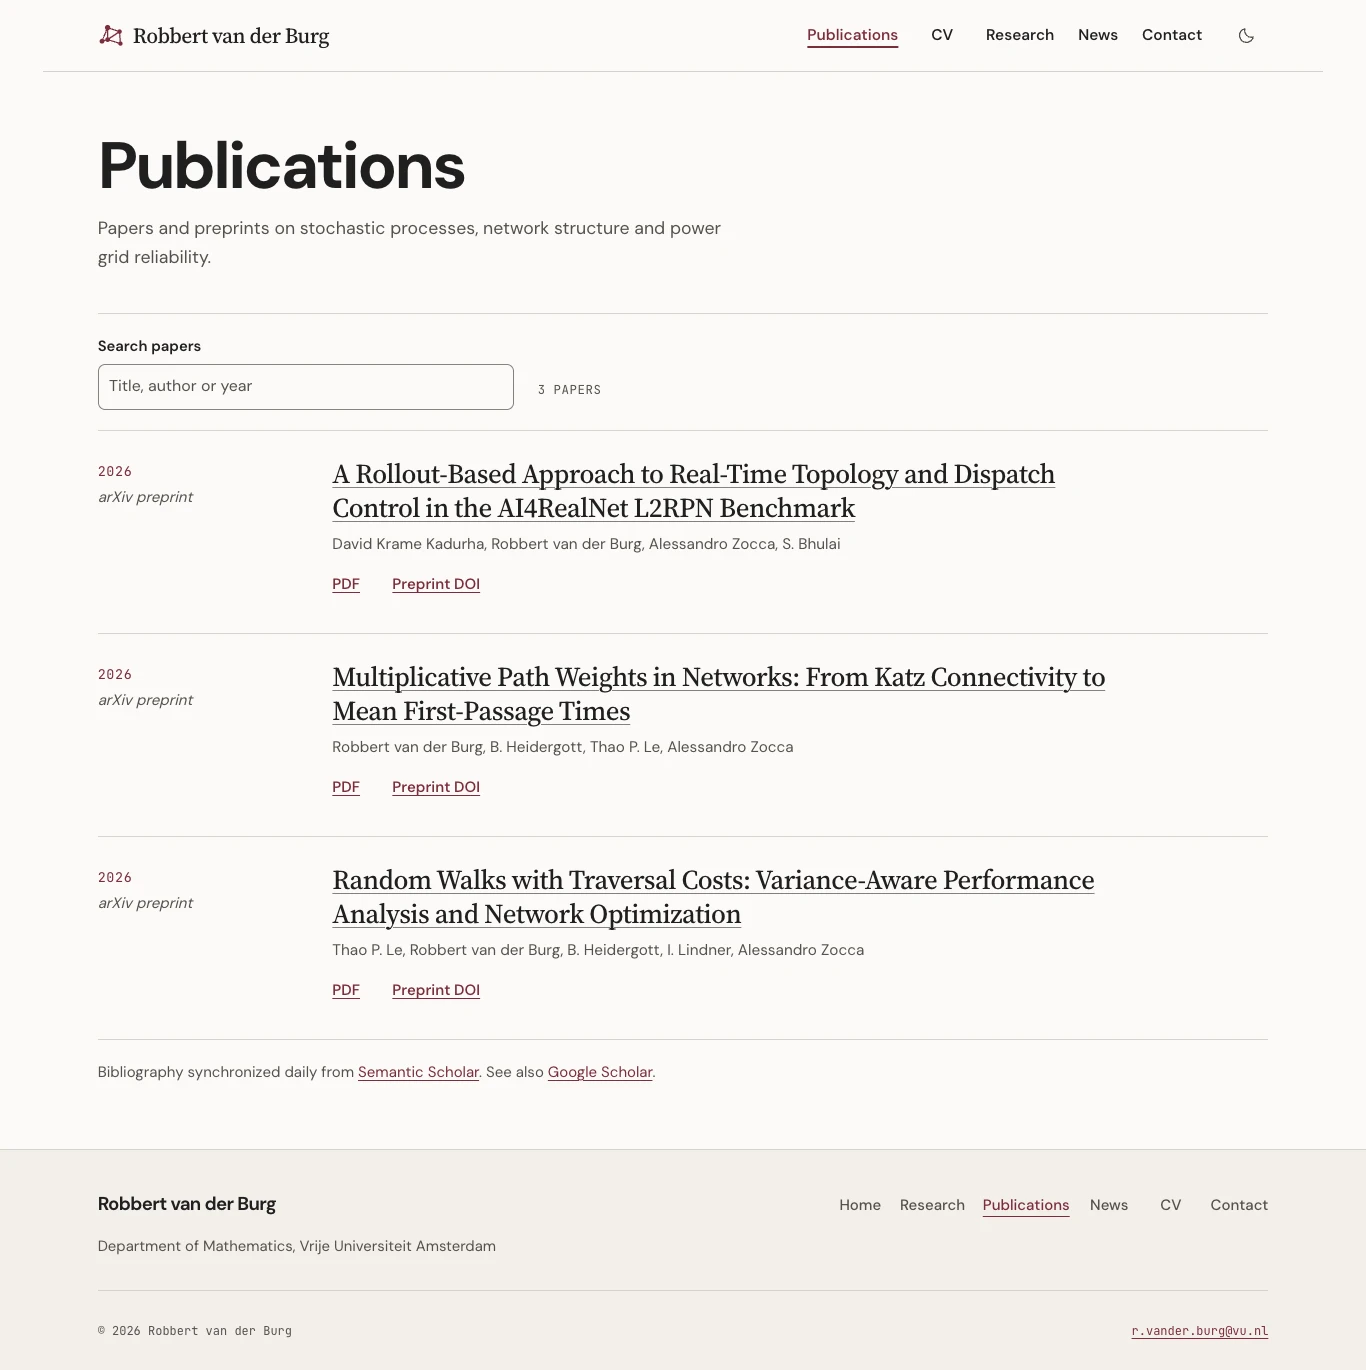 Robbert van der Burg
Publications CV Research News Contact
Publications
Papers and preprints on stochastic processes, network structure and power
grid reliability.
Search papers
Title, author or year
3 PAPERS
2026
arXiv preprint
A Rollout-Based Approach to Real-Time Topology and Dispatch
Control in the AI4RealNet L2RPN Benchmark
David Krame Kadurha, Robbert van der Burg, Alessandro Zocca, S. Bhulai
PDF Preprint DOI
2026
arXiv preprint
Multiplicative Path Weights in Networks: From Katz Connectivity to
Mean First-Passage Times
Robbert van der Burg, B. Heidergott, Thao P. Le, Alessandro Zocca
PDF Preprint DOI
2026
arXiv preprint
Random Walks with Traversal Costs: Variance-Aware Performance
Analysis and Network Optimization
Thao P. Le, Robbert van der Burg, B. Heidergott, I. Lindner, Alessandro Zocca
PDF Preprint DOI
Bibliography synchronized daily from Semantic Scholar. See also Google Scholar.
Robbert van der Burg
Home Research Publications News CV Contact
Department of Mathematics, Vrije Universiteit Amsterdam
© 2026 Robbert van der Burg
r.vander.burg@vu.nl